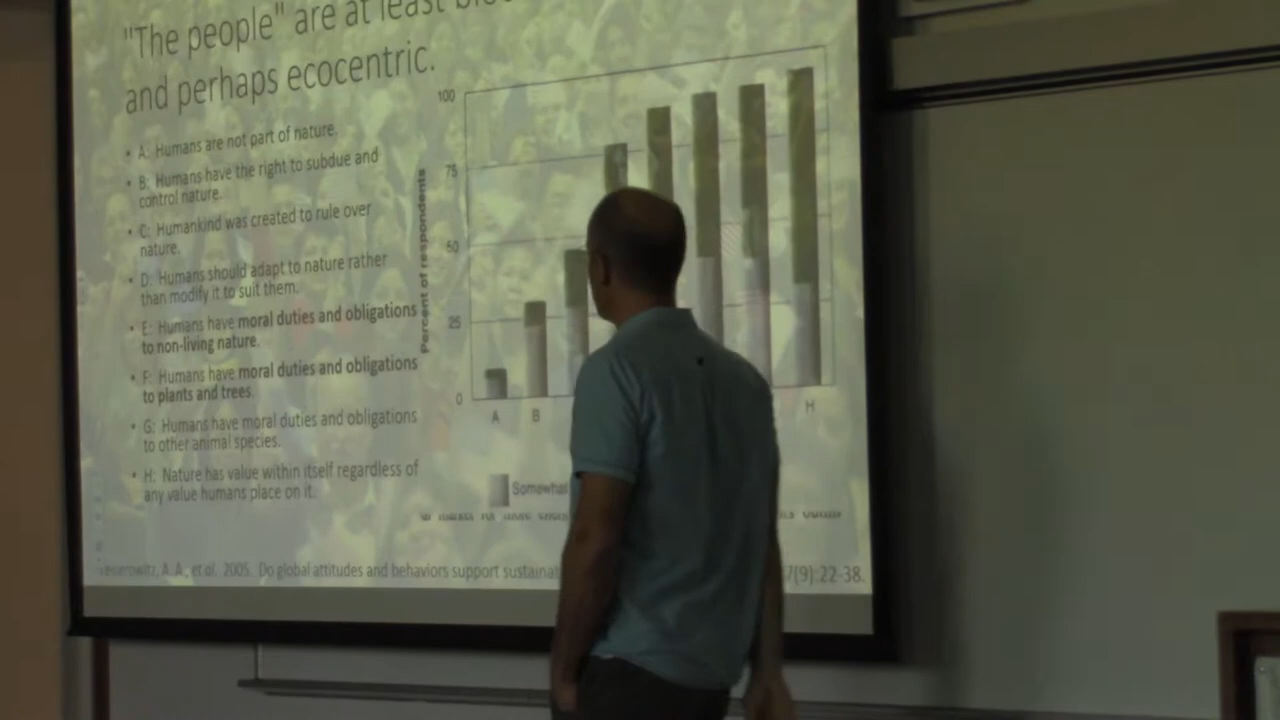 "The people" are at least
and perhaps ecocentric.
• A: Humans are not part of nature.
• B: Humans have the right to subdue and
control nature.
• C: Humankind was created to rule over
nature.
• D: Humans should adapt to nature rather
than modify it to suit them.
• E: Humans have moral duties and obligations
to non-living nature.
• F: Humans have moral duties and obligations
to plants and trees.
• G: Humans have moral duties and obligations
to other animal species.
• H: Nature has value within itself regardless of
any value humans place on it.
Percent of respondents
100
75
50
25
0
A B H
Somewhat
A. A., et al. 2005. Do global attitudes and behaviors support (9):22-38.